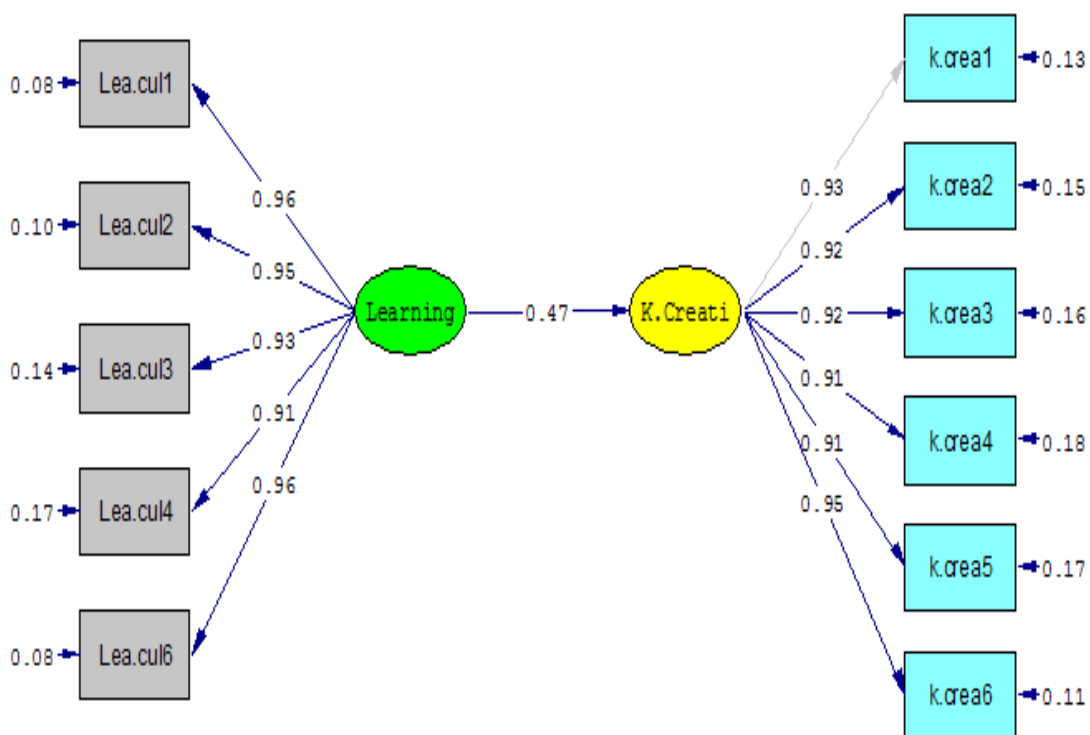 0.08
Lea.cul1
0.10
Lea.cul2
0.14
Lea.cul3
0.17
Lea.cul4
0.08
Lea.cul6
0.96
0.95
0.93
0.91
0.96
Learning
0.47
K.Creati
0.93
0.92
0.92
0.91
0.91
0.95
k.crea1
0.13
k.crea2
0.15
k.crea3
0.16
k.crea4
0.18
k.crea5
0.17
k.crea6
0.11